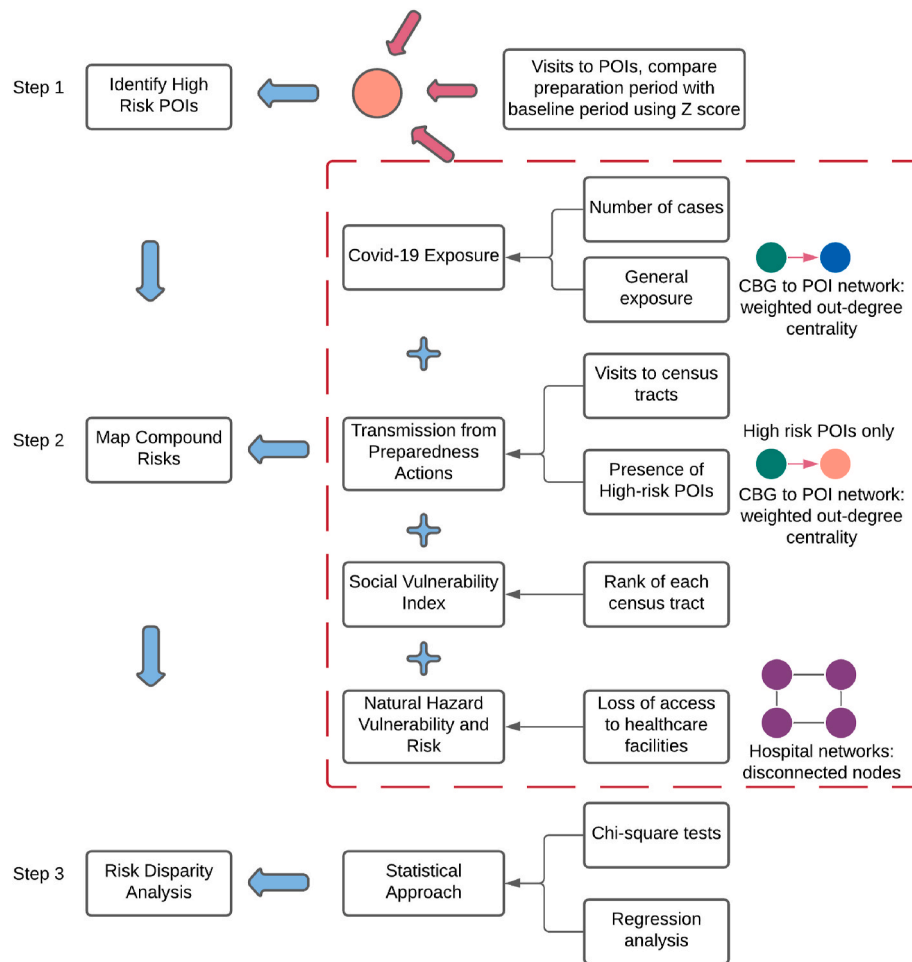 Step 1
Identify High
Risk POIs
Visits to POIs, compare
preparation period with
baseline period using Z score
Number of cases
Covid-19 Exposure
General
exposure
CBG to POI network:
weighted out-degree
centrality
Visits to census
tracts
Step 2
Map Compound
Risks
Transmission from
Preparedness
Actions
High risk POIs only
Presence of
High-risk POIs
CBG to POI network:
weighted out-degree
centrality
Social Vulnerability
Index
Rank of each
census tract
Natural Hazard
Vulnerability and
Risk
Loss of access
to healthcare
facilities
Hospital networks:
disconnected nodes
Chi-square tests
Step 3
Risk Disparity
Analysis
Statistical
Approach
Regression
analysis